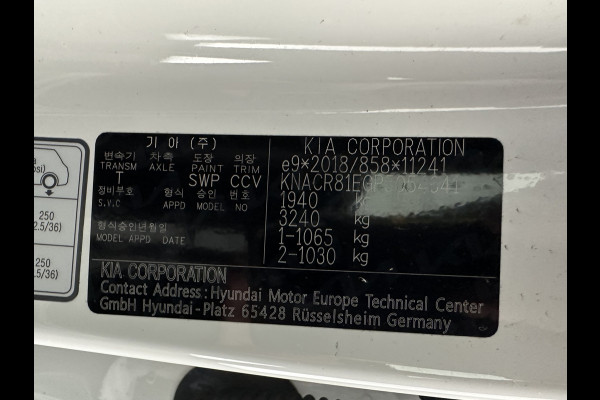 기아 (주)
변속기 차축 도장 의장
TRANSM AXLE PAINT TRIM
T SWP CCV
정비부호 형식 승인 번호
S.V.C APPD MODEL NO
형식승인년월일
MODEL APPD DATE
KIA CORPORATION
e9*2018/858*11241
1940 kg
3240 kg
1-1065 kg
2-1030 kg
KIA CORPORATION
Contact Address : Hyundai Motor Europe Technical Center
GmbH Hyundai-Platz 65428 Rüsselsheim Germany
250
250